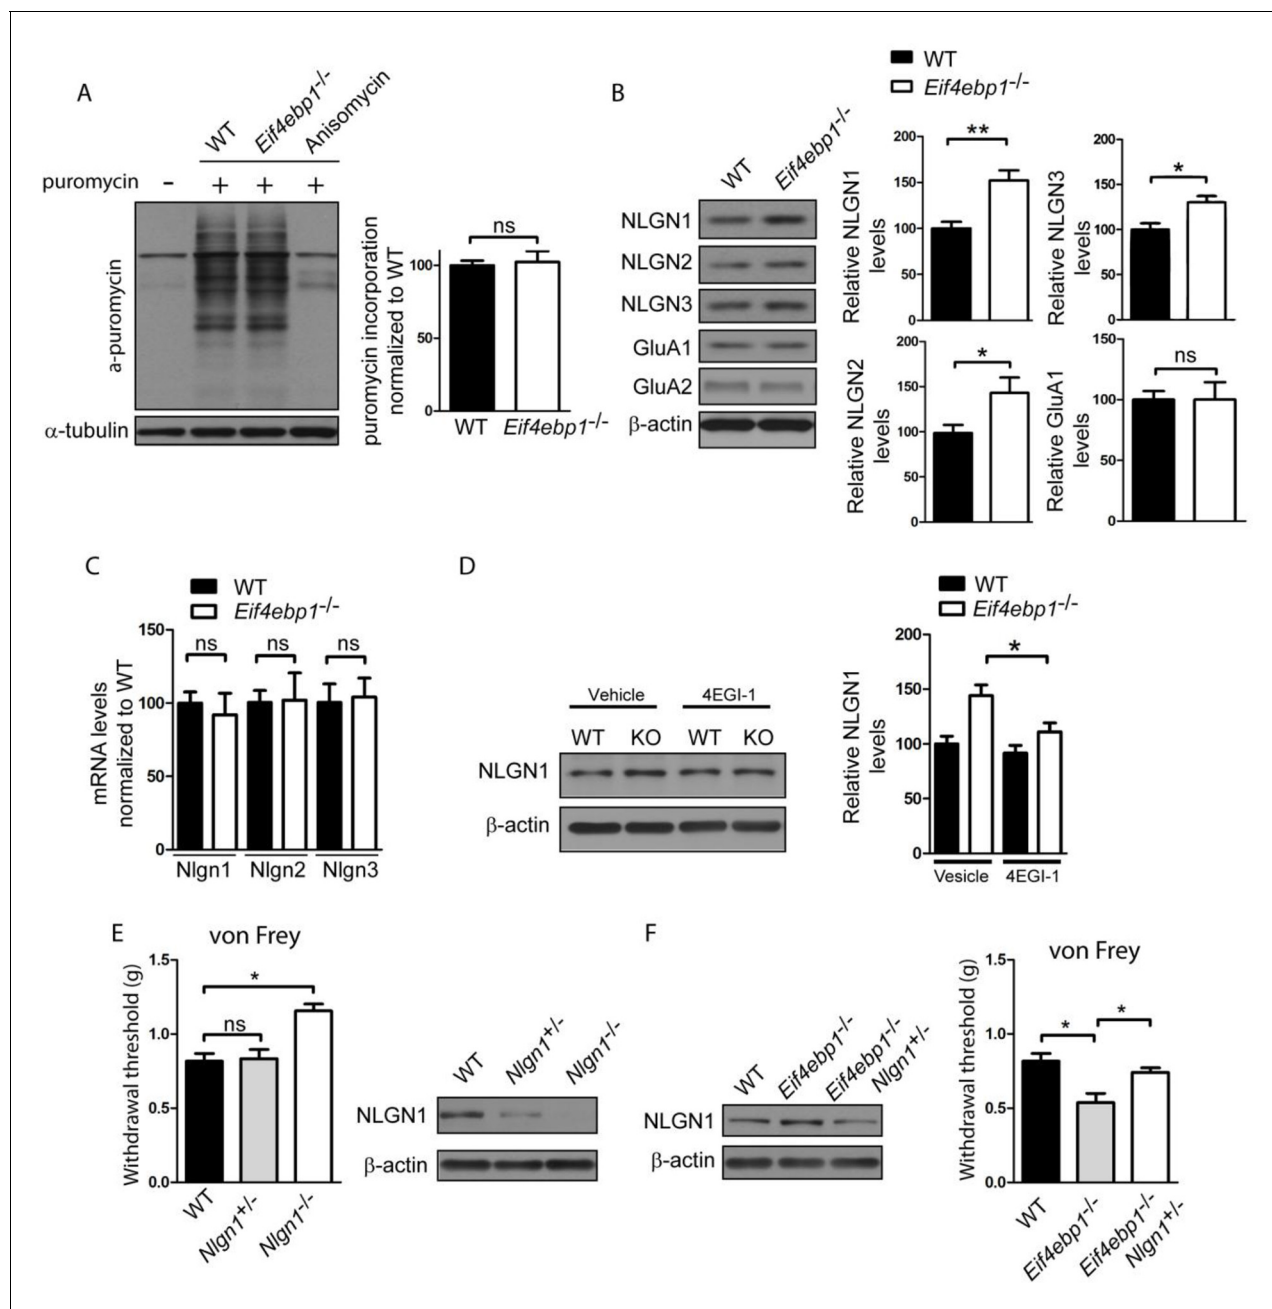 A
WT
Eif4ebp1-/-
Anisomycin
puromycin - + + +
a-puromycin
α-tubulin
puromycin incorporation
normalized to WT
100
50
0
ns
WT Eif4ebp1-/-
B
WT
Eif4ebp1-/-
NLGN1
NLGN2
NLGN3
GluA1
GluA2
β-actin
WT
Eif4ebp1-/-
Relative NLGN1
levels
200
150
100
50
0
**
Relative NLGN3
levels
200
150
100
50
0
*
Relative NLGN2
levels
200
150
100
50
0
*
Relative GluA1
levels
150
100
50
0
ns
C
WT
Eif4ebp1-/-
mRNA levels
normalized to WT
150
100
50
0
ns ns ns
Nlgn1 Nlgn2 Nlgn3
D
Vehicle 4EGI-1
WT KO WT KO
NLGN1
β-actin
WT
Eif4ebp1-/-
Relative NLGN1
levels
200
150
100
50
0
*
Vesicle 4EGI-1
E
von Frey
Withdrawal threshold (g)
1.5
1.0
0.5
0.0
*
ns
WT
Nlgn1+/-
Nlgn1-/-
WT
Nlgn1+/-
Nlgn1-/-
NLGN1
β-actin
F
WT
Eif4ebp1-/-
Eif4ebp1-/-
Nlgn1+/-
NLGN1
β-actin
von Frey
Withdrawal threshold (g)
1.5
1.0
0.5
0.0
* *
WT
Eif4ebp1-/-
Eif4ebp1-/-
Nlgn1+/-